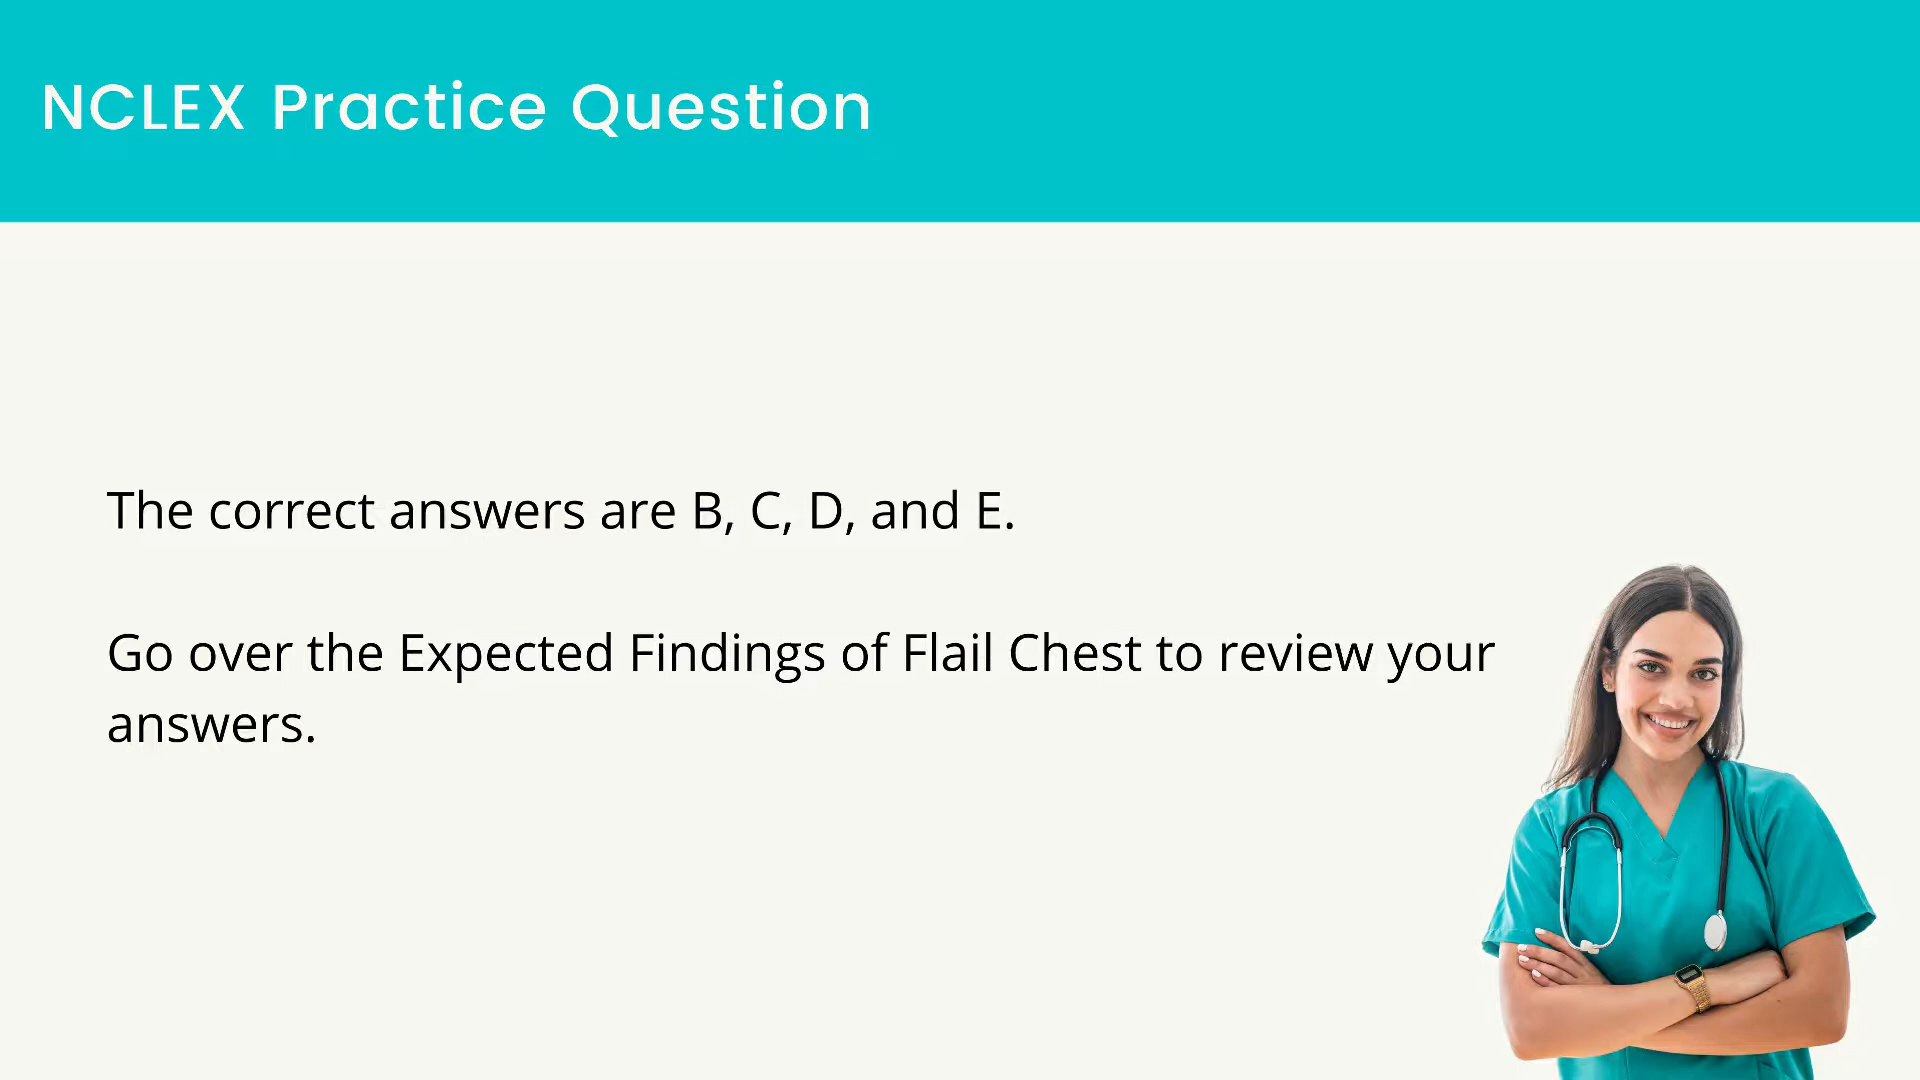 NCLEX Practice Question
The correct answers are B, C, D, and E.
Go over the Expected Findings of Flail Chest to review your
answers.